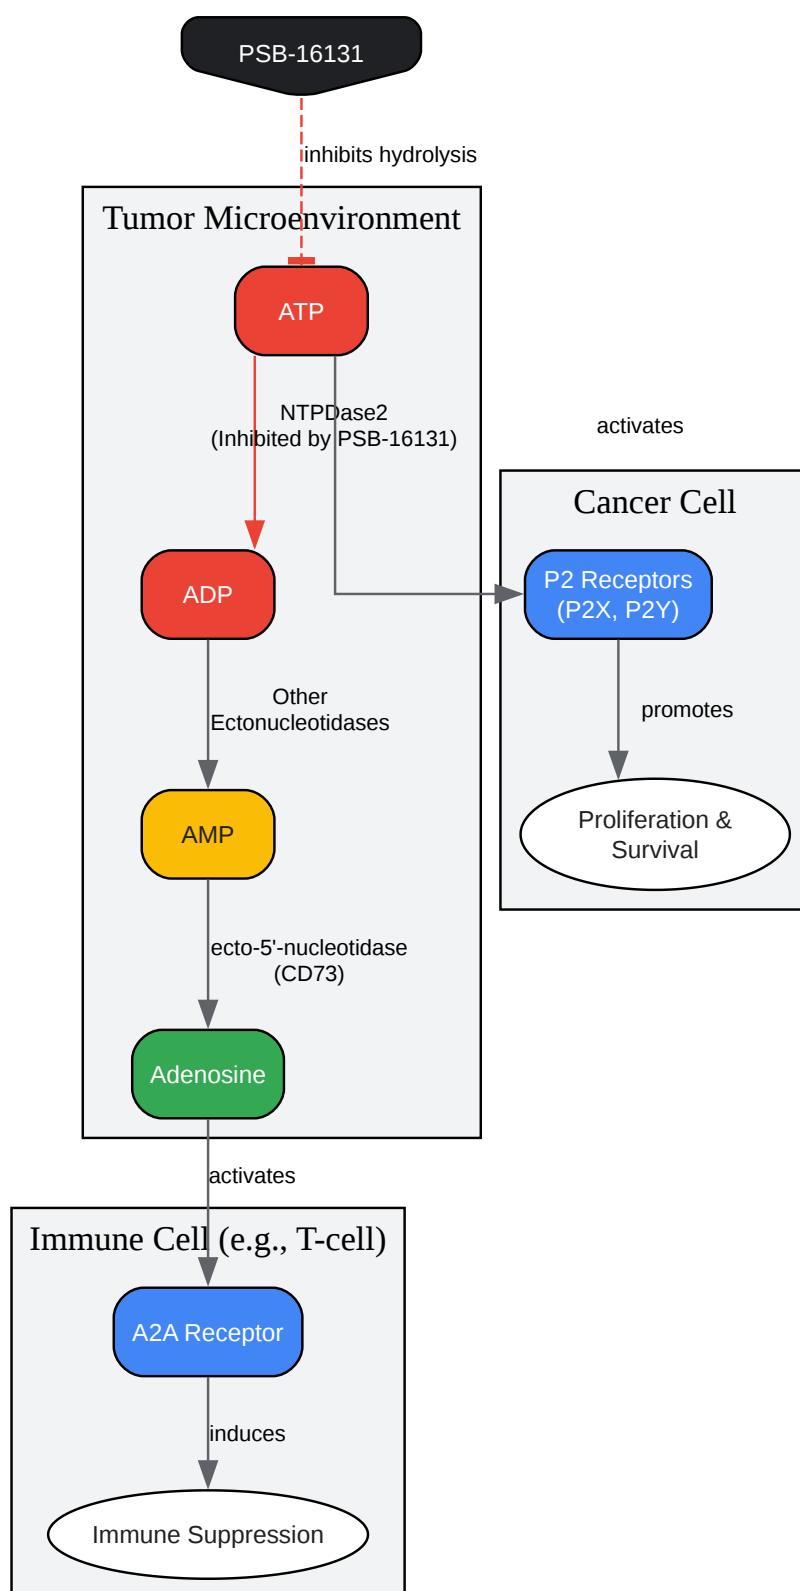 PSB-16131
inhibits hydrolysis
Tumor Microenvironment
ATP
NTPDase2
(Inhibited by PSB-16131)
activates
Cancer Cell
ADP
P2 Receptors
(P2X, P2Y)
Other
Ectonucleotidases
promotes
AMP
Proliferation &
Survival
ecto-5'-nucleotidase
(CD73)
Adenosine
activates
Immune Cell (e.g., T-cell)
A2A Receptor
induces
Immune Suppression